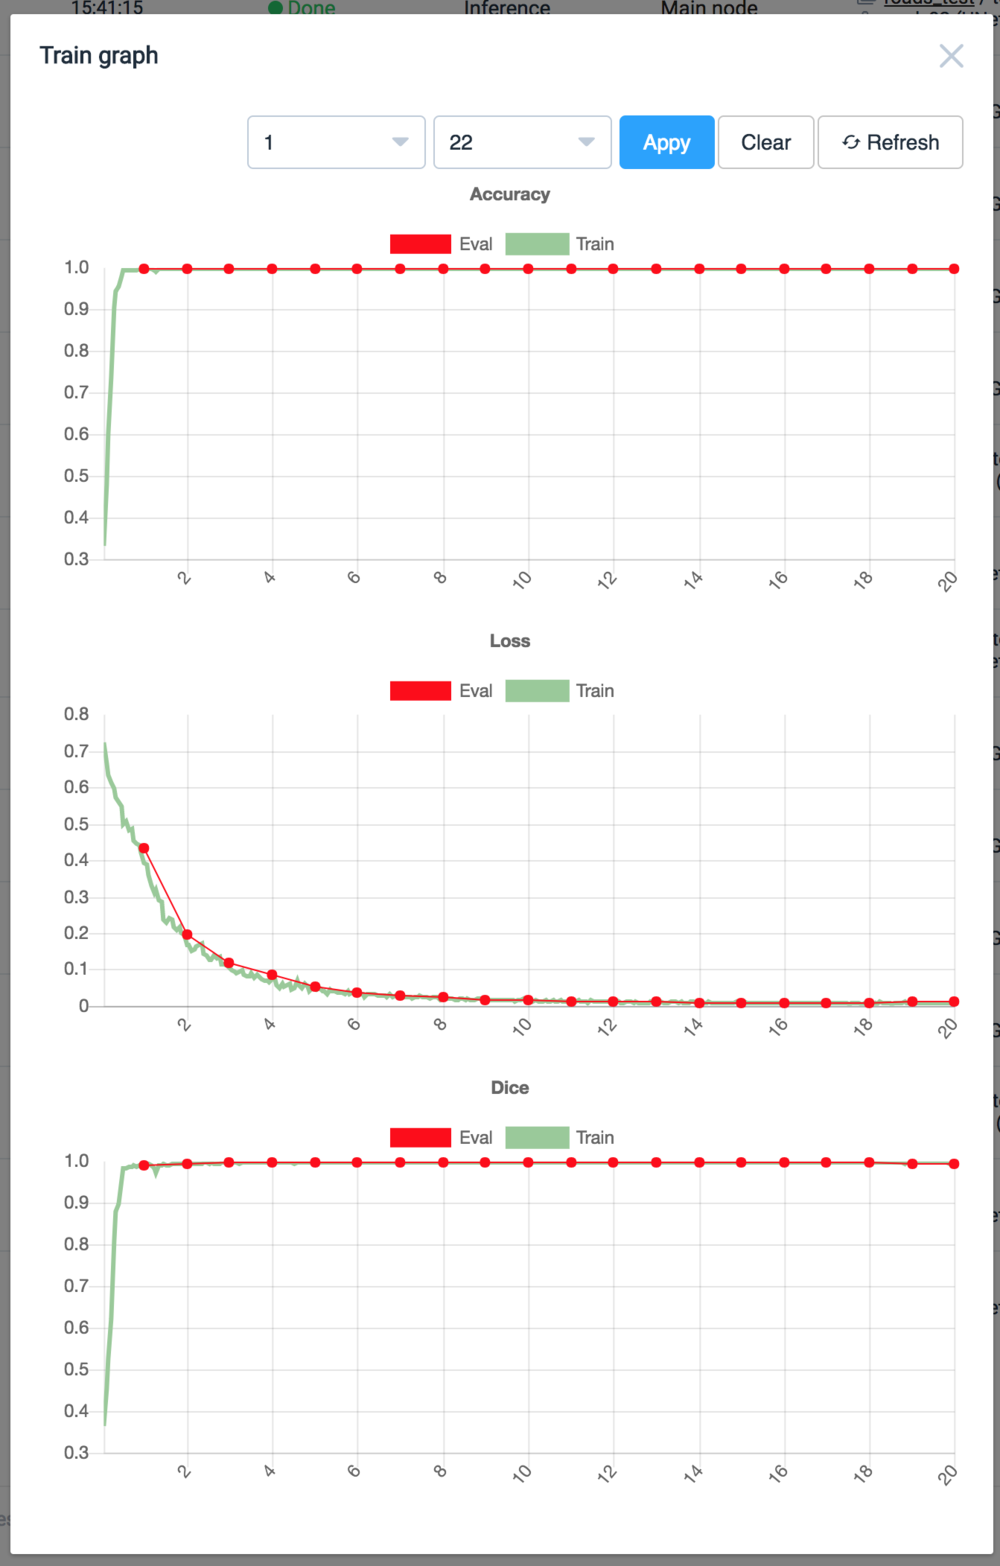 15:41:15 Done Inference Main node
Train graph
1 22 Appy Clear Refresh
Accuracy
Eval Train
1.0
0.9
0.8
0.7
0.6
0.5
0.4
0.3
2 4 6 8 10 12 14 16 18 20
Loss
Eval Train
0.8
0.7
0.6
0.5
0.4
0.3
0.2
0.1
0
2 4 6 8 10 12 14 16 18 20
Dice
Eval Train
1.0
0.9
0.8
0.7
0.6
0.5
0.4
0.3
2 4 6 8 10 12 14 16 18 20